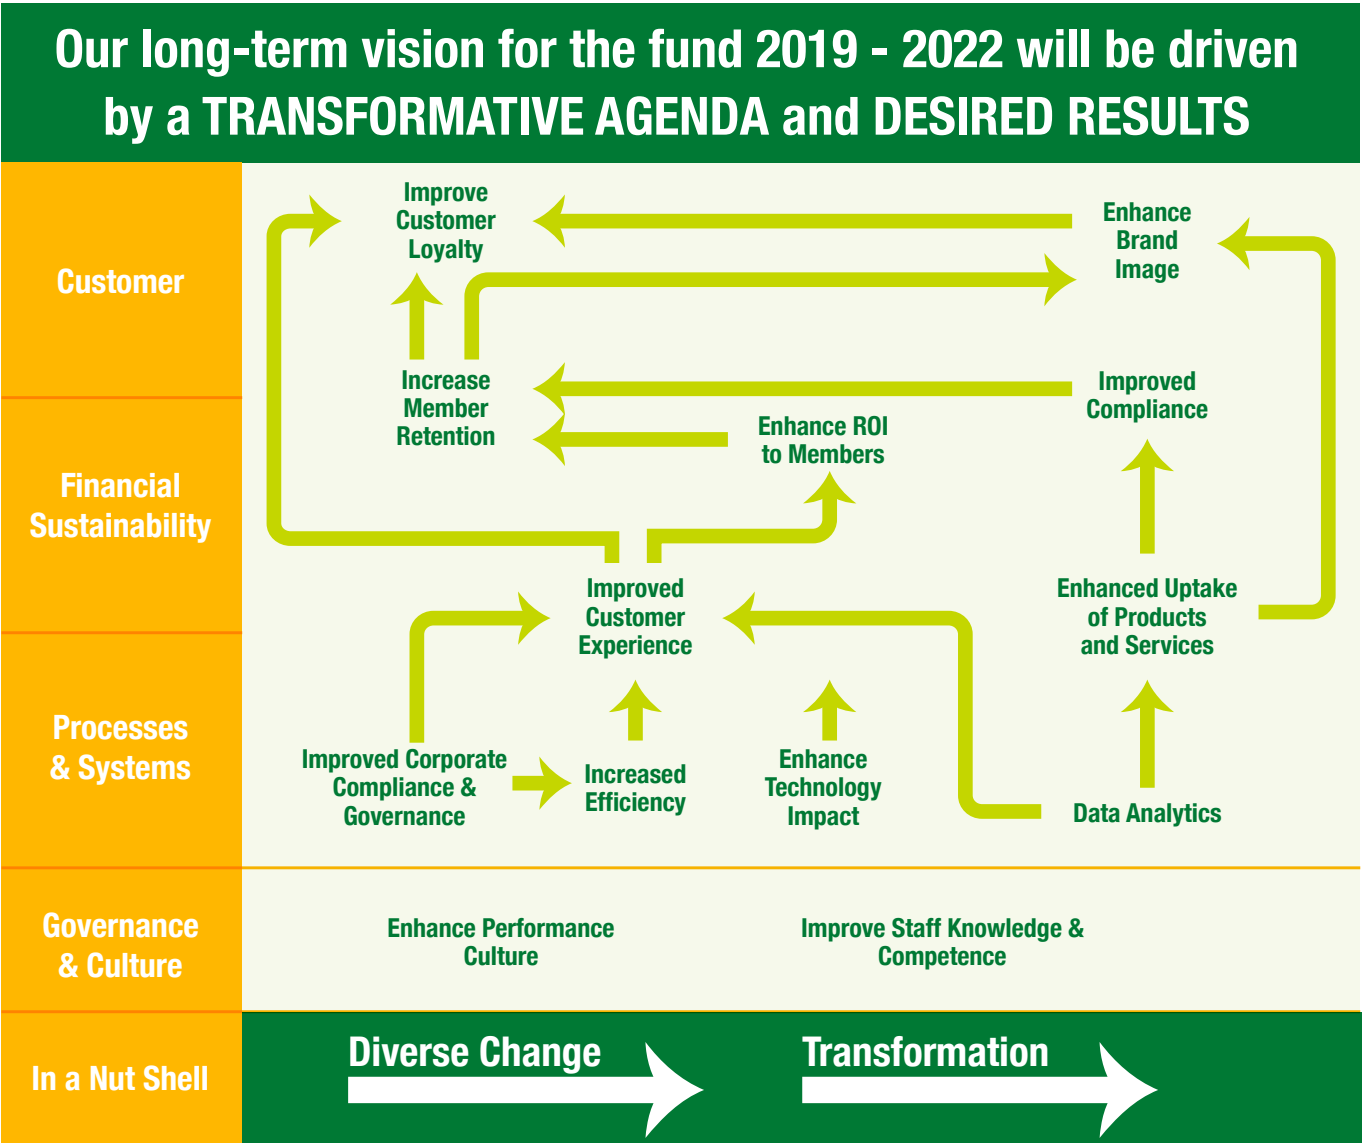 Our long-term vision for the fund 2019 - 2022 will be driven
by a TRANSFORMATIVE AGENDA and DESIRED RESULTS
Customer
Improve
Customer
Loyalty
Enhance
Brand
Image
Increase
Member
Retention
Improved
Compliance
Financial
Sustainability
Enhance ROI
to Members
Improved
Customer
Experience
Enhanced Uptake
of Products
and Services
Processes
& Systems
Improved Corporate
Compliance &
Governance
Increased
Efficiency
Enhance
Technology
Impact
Data Analytics
Governance
& Culture
Enhance Performance
Culture
Improve Staff Knowledge &
Competence
In a Nut Shell
Diverse Change
Transformation